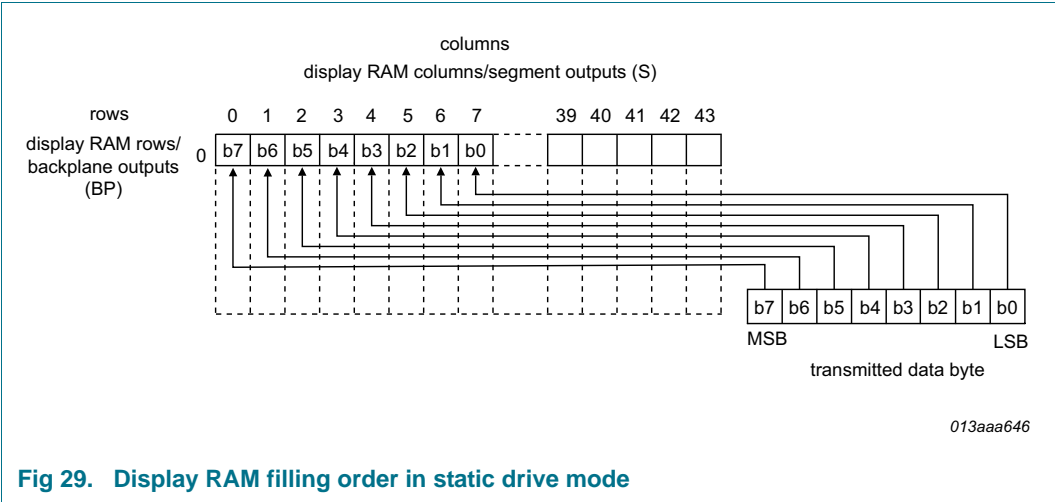 columns
display RAM columns/segment outputs (S)
rows 0 1 2 3 4 5 6 7 39 40 41 42 43
display RAM rows/
backplane outputs
(BP)
0 b7 b6 b5 b4 b3 b2 b1 b0
b7 b6 b5 b4 b3 b2 b1 b0
MSB LSB
transmitted data byte
013aaa646
Fig 29. Display RAM filling order in static drive mode